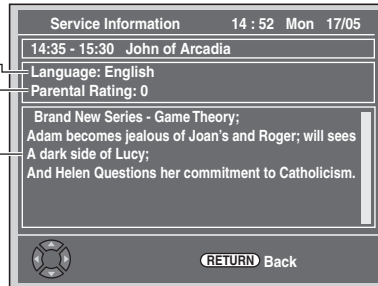 Service Information 14 : 52 Mon 17/05
14:35 - 15:30 John of Arcadia
Language: English
Parental Rating: 0
Brand New Series - Game Theory;
Adam becomes jealous of Joan's and Roger; will sees
A dark side of Lucy;
And Helen Questions her commitment to Catholicism.
RETURN Back